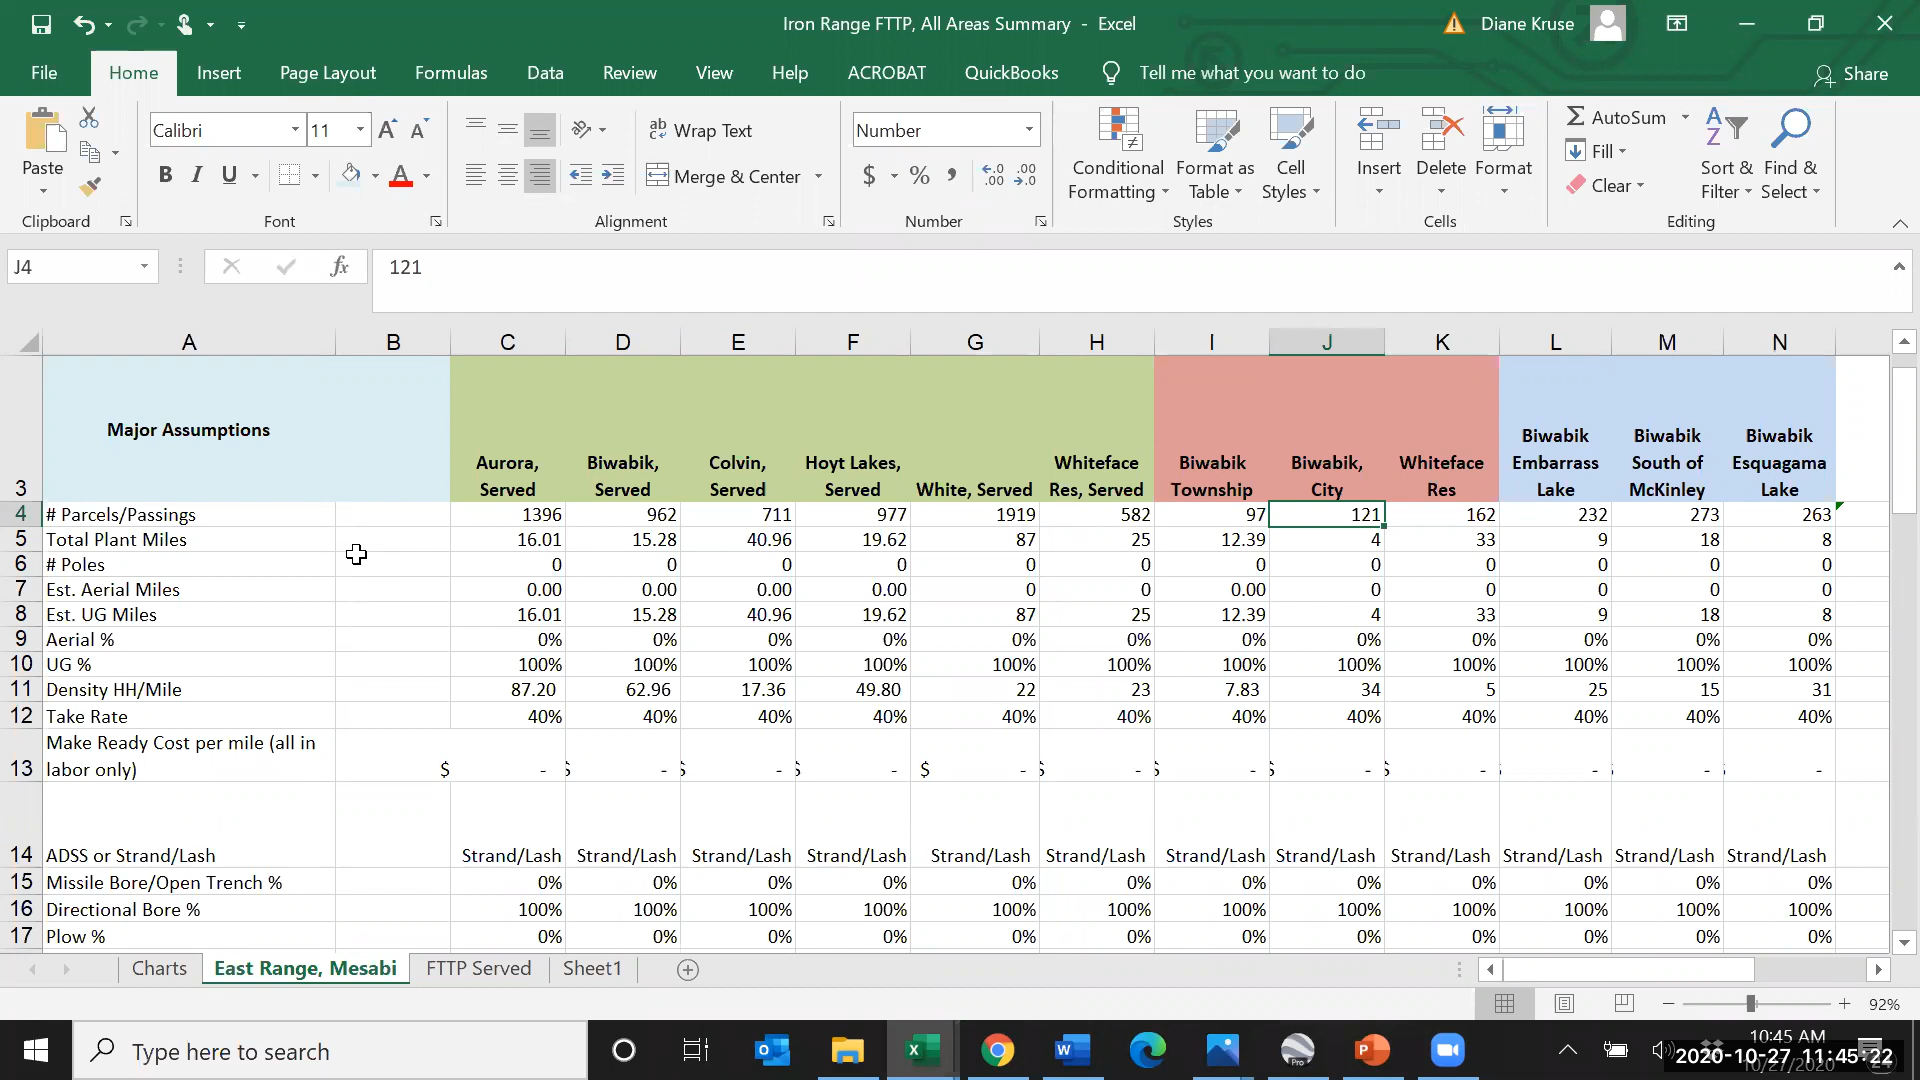 Iron Range FTTP, All Areas Summary - Excel
Diane Kruse
File Home Insert Page Layout Formulas Data Review View Help ACROBAT QuickBooks Tell me what you want to do Share
Paste
Clipboard
Calibri 11
B I U
Font
ab Wrap Text
Merge & Center
Alignment
Number
$ % ,
Number
Conditional Formatting
Format as Table
Cell Styles
Styles
Insert Delete Format
Cells
AutoSum
Fill
Clear
Sort & Filter
Find & Select
Editing
J4 fx 121
A B C D E F G H I J K L M N
3 Major Assumptions Aurora, Served Biwabik, Served Colvin, Served Hoyt Lakes, Served White, Served Whiteface Res, Served Biwabik Township Biwabik, City Whiteface Res Biwabik Embarrass Lake Biwabik South of McKinley Biwabik Esquagama Lake
4 # Parcels/Passings 1396 962 711 977 1919 582 97 121 162 232 273 263
5 Total Plant Miles 16.01 15.28 40.96 19.62 87 25 12.39 4 33 9 18 8
6 # Poles 0 0 0 0 0 0 0 0 0 0 0 0
7 Est. Aerial Miles 0.00 0.00 0.00 0.00 0 0 0.00 0 0 0 0 0
8 Est. UG Miles 16.01 15.28 40.96 19.62 87 25 12.39 4 33 9 18 8
9 Aerial % 0% 0% 0% 0% 0% 0% 0% 0% 0% 0% 0% 0%
10 UG % 100% 100% 100% 100% 100% 100% 100% 100% 100% 100% 100% 100%
11 Density HH/Mile 87.20 62.96 17.36 49.80 22 23 7.83 34 5 25 15 31
12 Take Rate 40% 40% 40% 40% 40% 40% 40% 40% 40% 40% 40% 40%
Make Ready Cost per mile (all in
13 labor only) $ - $ - $ - $ - $ - $ - $ - $ - $ - - - -
14 ADSS or Strand/Lash Strand/Lash Strand/Lash Strand/Lash Strand/Lash Strand/Lash Strand/Lash Strand/Lash Strand/Lash Strand/Lash Strand/Lash Strand/Lash Strand/Lash
15 Missile Bore/Open Trench % 0% 0% 0% 0% 0% 0% 0% 0% 0% 0% 0% 0%
16 Directional Bore % 100% 100% 100% 100% 100% 100% 100% 100% 100% 100% 100% 100%
17 Plow % 0% 0% 0% 0% 0% 0% 0% 0% 0% 0% 0% 0%
Charts East Range, Mesabi FTTP Served Sheet1
92%
Type here to search
10:45 AM
2020-10-27 11:45:22
10/27/2020